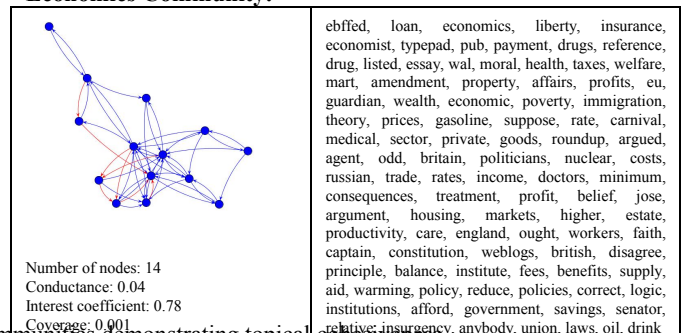 Economics Community:
Number of nodes: 14
Conductance: 0.04
Interest coefficient: 0.78
Coverage: 0.001
ebffed, loan, economics, liberty, insurance,
economist, typepad, pub, payment, drugs, reference,
drug, listed, essay, wal, moral, health, taxes, welfare,
mart, amendment, property, affairs, profits, eu,
guardian, wealth, economic, poverty, immigration,
theory, prices, gasoline, suppose, rate, carnival,
medical, sector, private, goods, roundup, argued,
agent, odd, britain, politicians, nuclear, costs,
russian, trade, rates, income, doctors, minimum,
consequences, treatment, profit, belief, jose,
argument, housing, markets, higher, estate,
productivity, care, england, ought, workers, faith,
captain, constitution, weblogs, british, disagree,
principle, balance, institute, fees, benefits, supply,
aid, warming, policy, reduce, policies, correct, logic,
institutions, afford, government, savings, senator,
relative, currency, anybody, union, laws, oil, drink
demonstrating topical